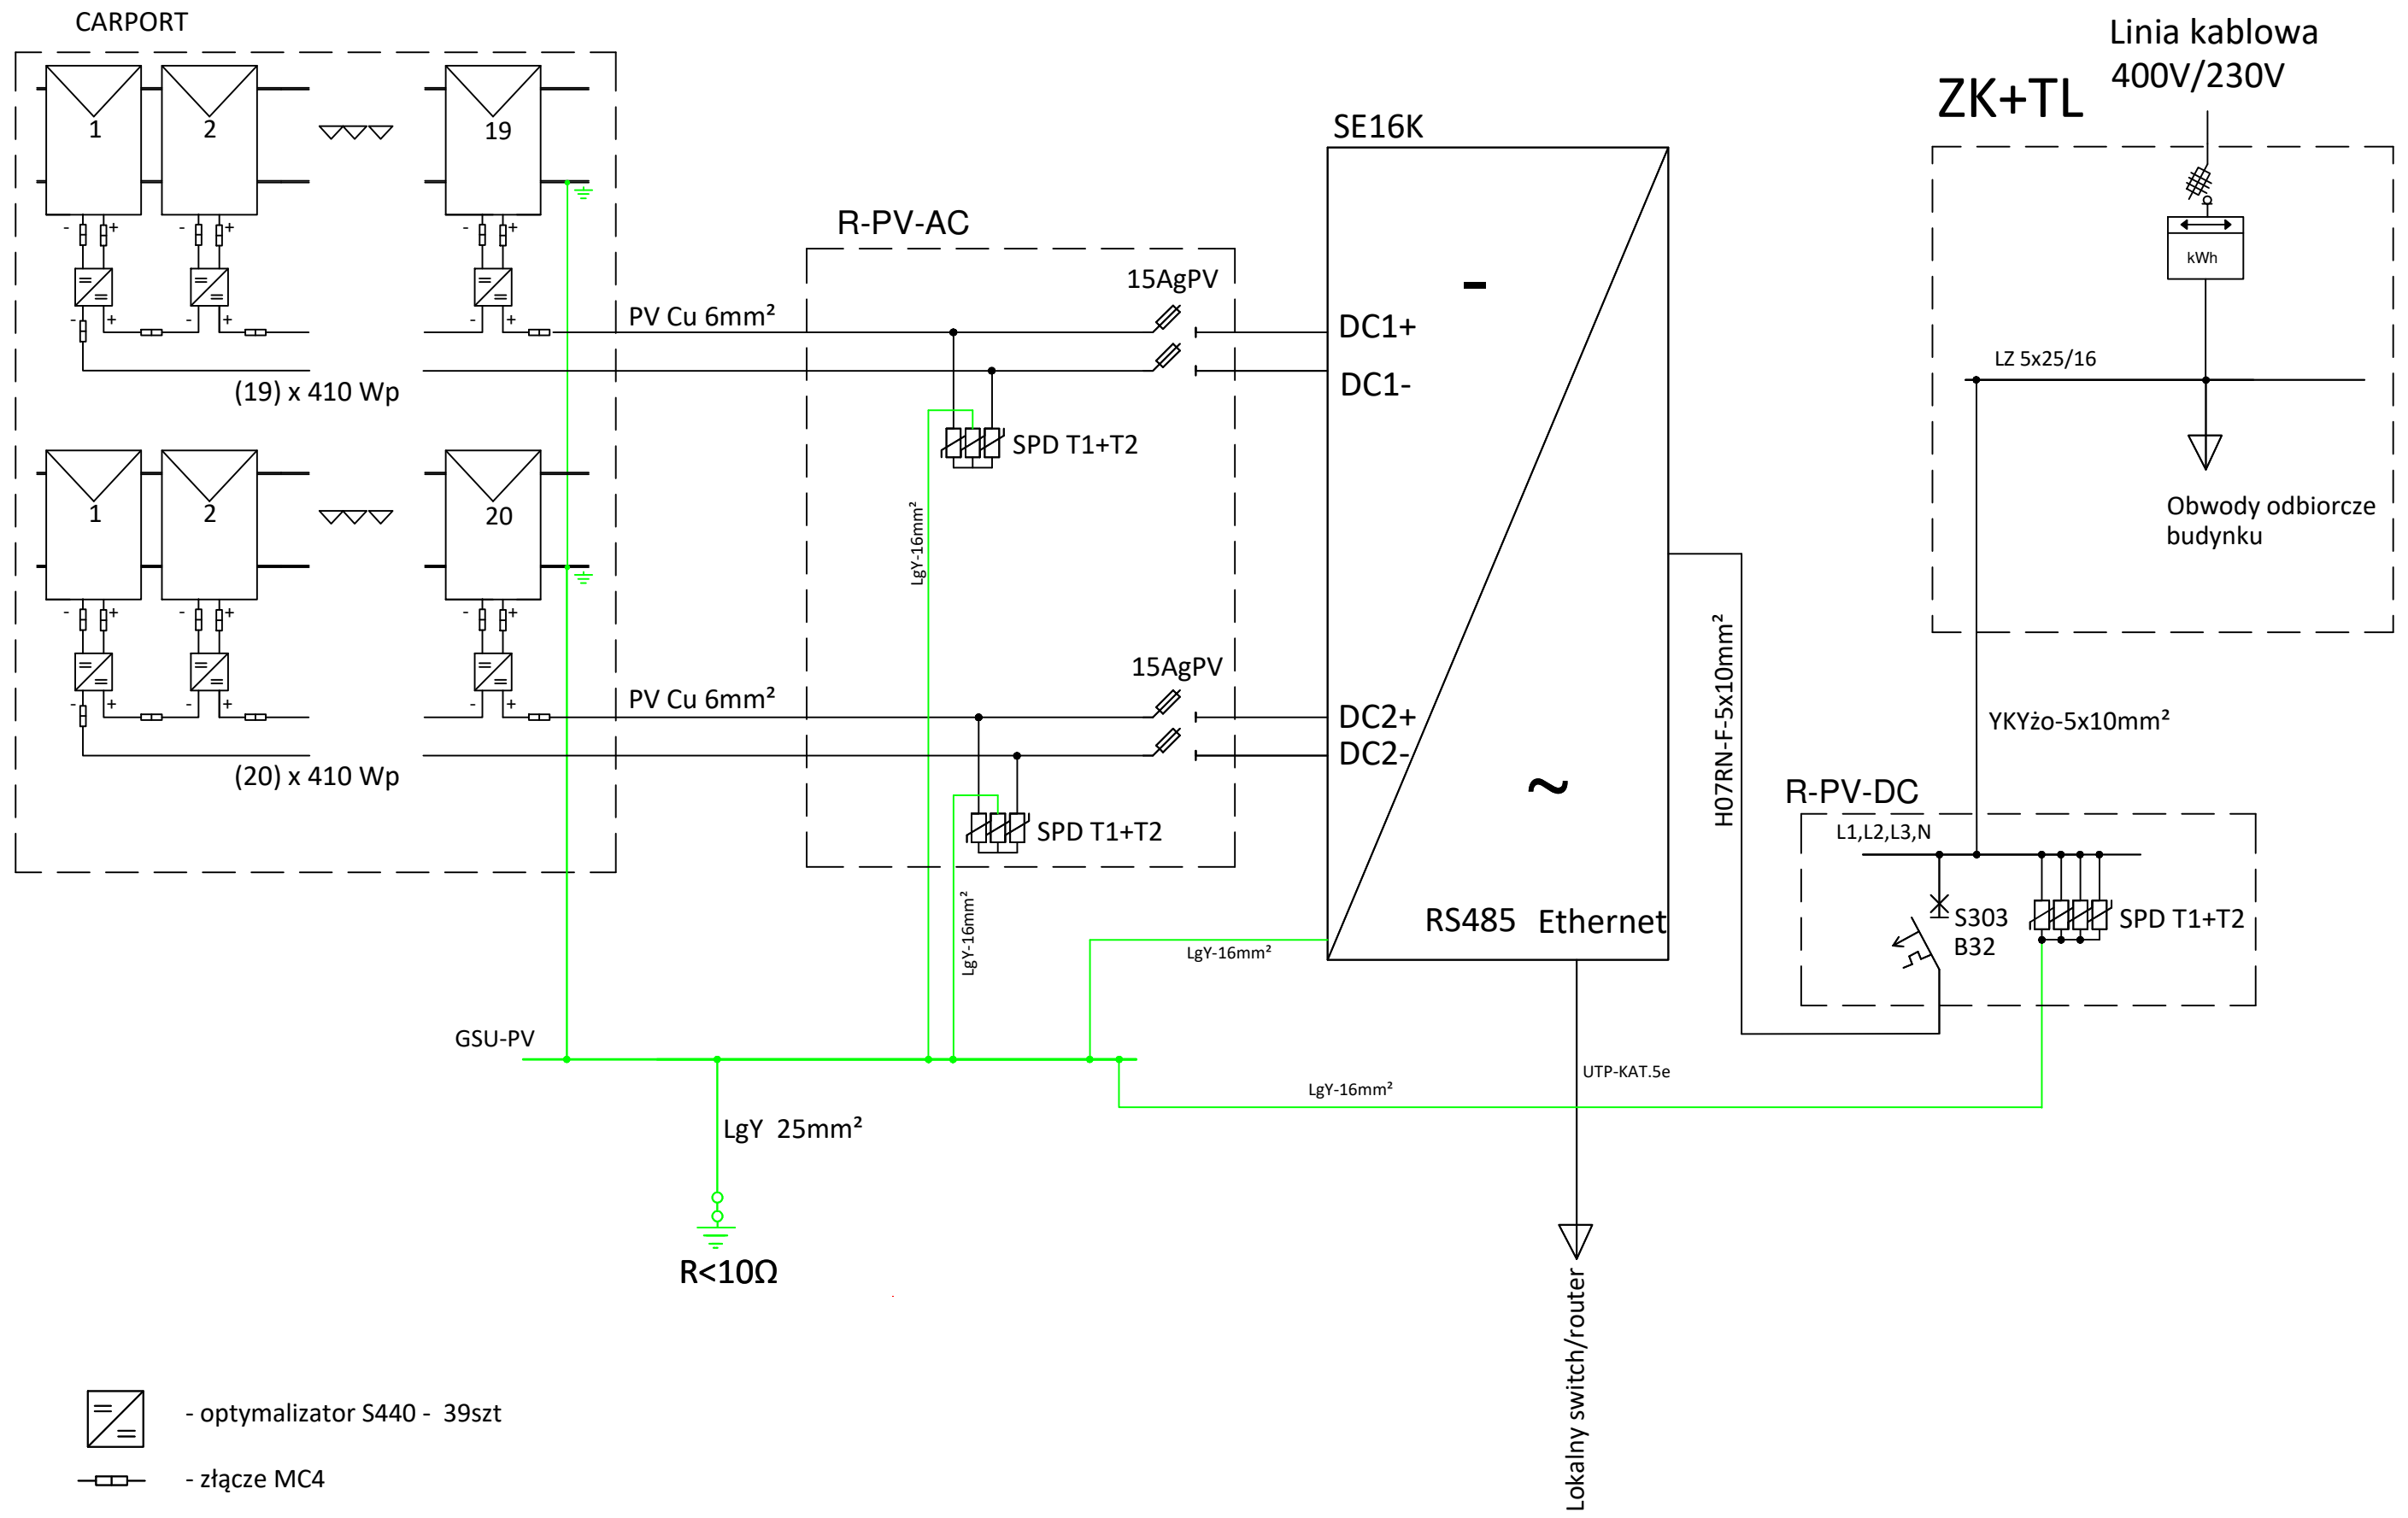 CARPORT
1
2
19
-
+
-
+
-
+
-
+
-
+
-
+
(19) x 410 Wp
PV Cu 6mm²
1
2
20
-
+
-
+
-
+
-
+
-
+
-
+
(20) x 410 Wp
PV Cu 6mm²
R-PV-AC
15AgPV
SPD T1+T2
LgY-16mm²
15AgPV
SPD T1+T2
LgY-16mm²
SE16K
-
DC1+
DC1-
DC2+
DC2-
~
RS485 Ethernet
LgY-16mm²
H07RN-F-5x10mm²
ZK+TL
Linia kablowa
400V/230V
kWh
LZ 5x25/16
Obwody odbiorcze
budynku
YKYżo-5x10mm²
R-PV-DC
L1,L2,L3,N
S303
B32
SPD T1+T2
GSU-PV
LgY 25mm²
R<10Ω
LgY-16mm²
UTP-KAT.5e
Lokalny switch/router
- optymalizator S440 - 39szt
- złącze MC4